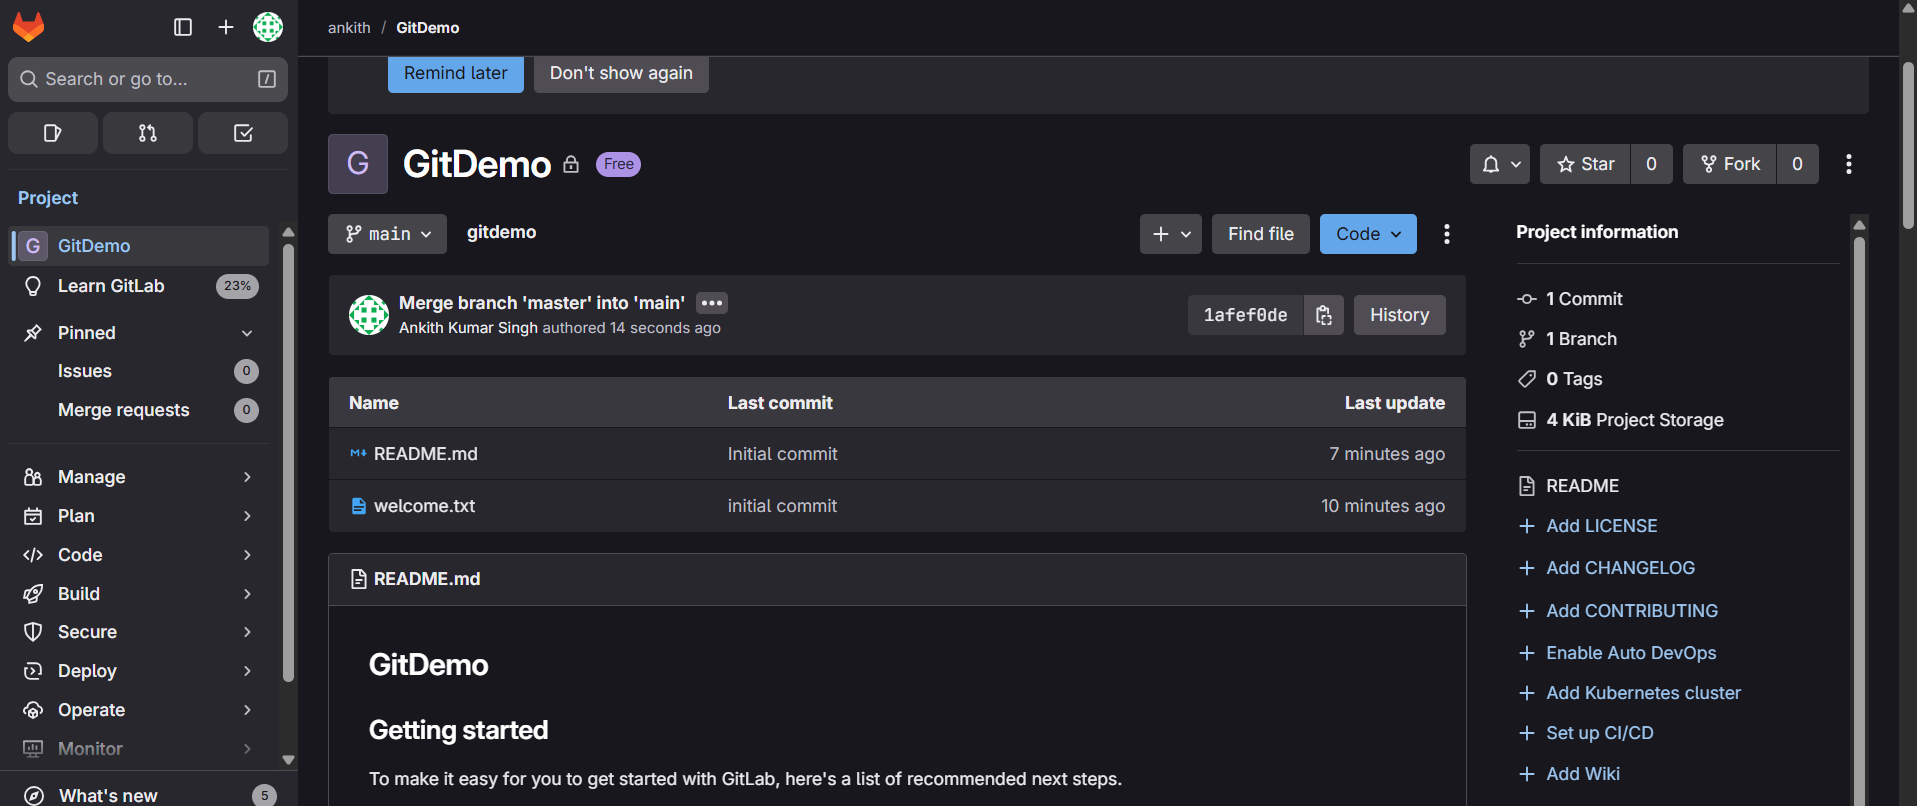 ankith / GitDemo
Search or go to... /
Project
G GitDemo
Learn GitLab 23%
Pinned
Issues 0
Merge requests 0
Manage
Plan
Code
Build
Secure
Deploy
Operate
Monitor
What's new 5
Remind later Don't show again
G GitDemo Free
Star 0 Fork 0
main gitdemo Find file Code
Merge branch 'master' into 'main'
Ankith Kumar Singh authored 14 seconds ago
1afef0de History
Name Last commit Last update
README.md Initial commit 7 minutes ago
welcome.txt initial commit 10 minutes ago
README.md
GitDemo
Getting started
To make it easy for you to get started with GitLab, here's a list of recommended next steps.
Project information
1 Commit
1 Branch
0 Tags
4 KiB Project Storage
README
Add LICENSE
Add CHANGELOG
Add CONTRIBUTING
Enable Auto DevOps
Add Kubernetes cluster
Set up CI/CD
Add Wiki